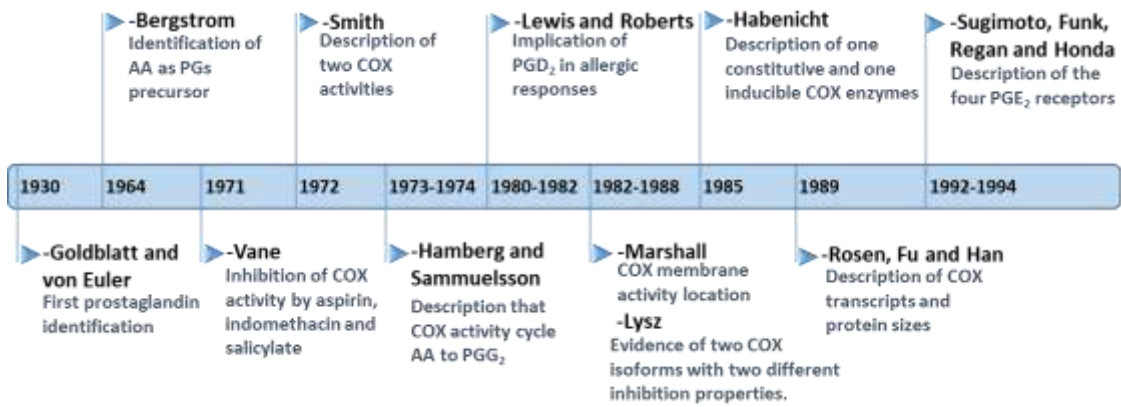 -Bergstrom
Identification of
AA as PGs
precursor
-Smith
Description of
two COX
activities
-Lewis and Roberts
Implication of
PGD₂ in allergic
responses
-Habenicht
Description of one
constitutive and one
inducible COX enzymes
-Sugimoto, Funk,
Regan and Honda
Description of the
four PGE₂ receptors
1930
1964
1971
1972
1973-1974
1980-1982
1982-1988
1985
1989
1992-1994
-Goldblatt and
von Euler
First prostaglandin
identification
-Vane
Inhibition of COX
activity by aspirin,
indomethacin and
salicylate
-Hamberg and
Sammuelsson
Description that
COX activity cycle
AA to PGG₂
-Marshall
COX membrane
activity location
-Lysz
Evidence of two COX
isoforms with two different
inhibition properties.
-Rosen, Fu and Han
Description of COX
transcripts and
protein sizes